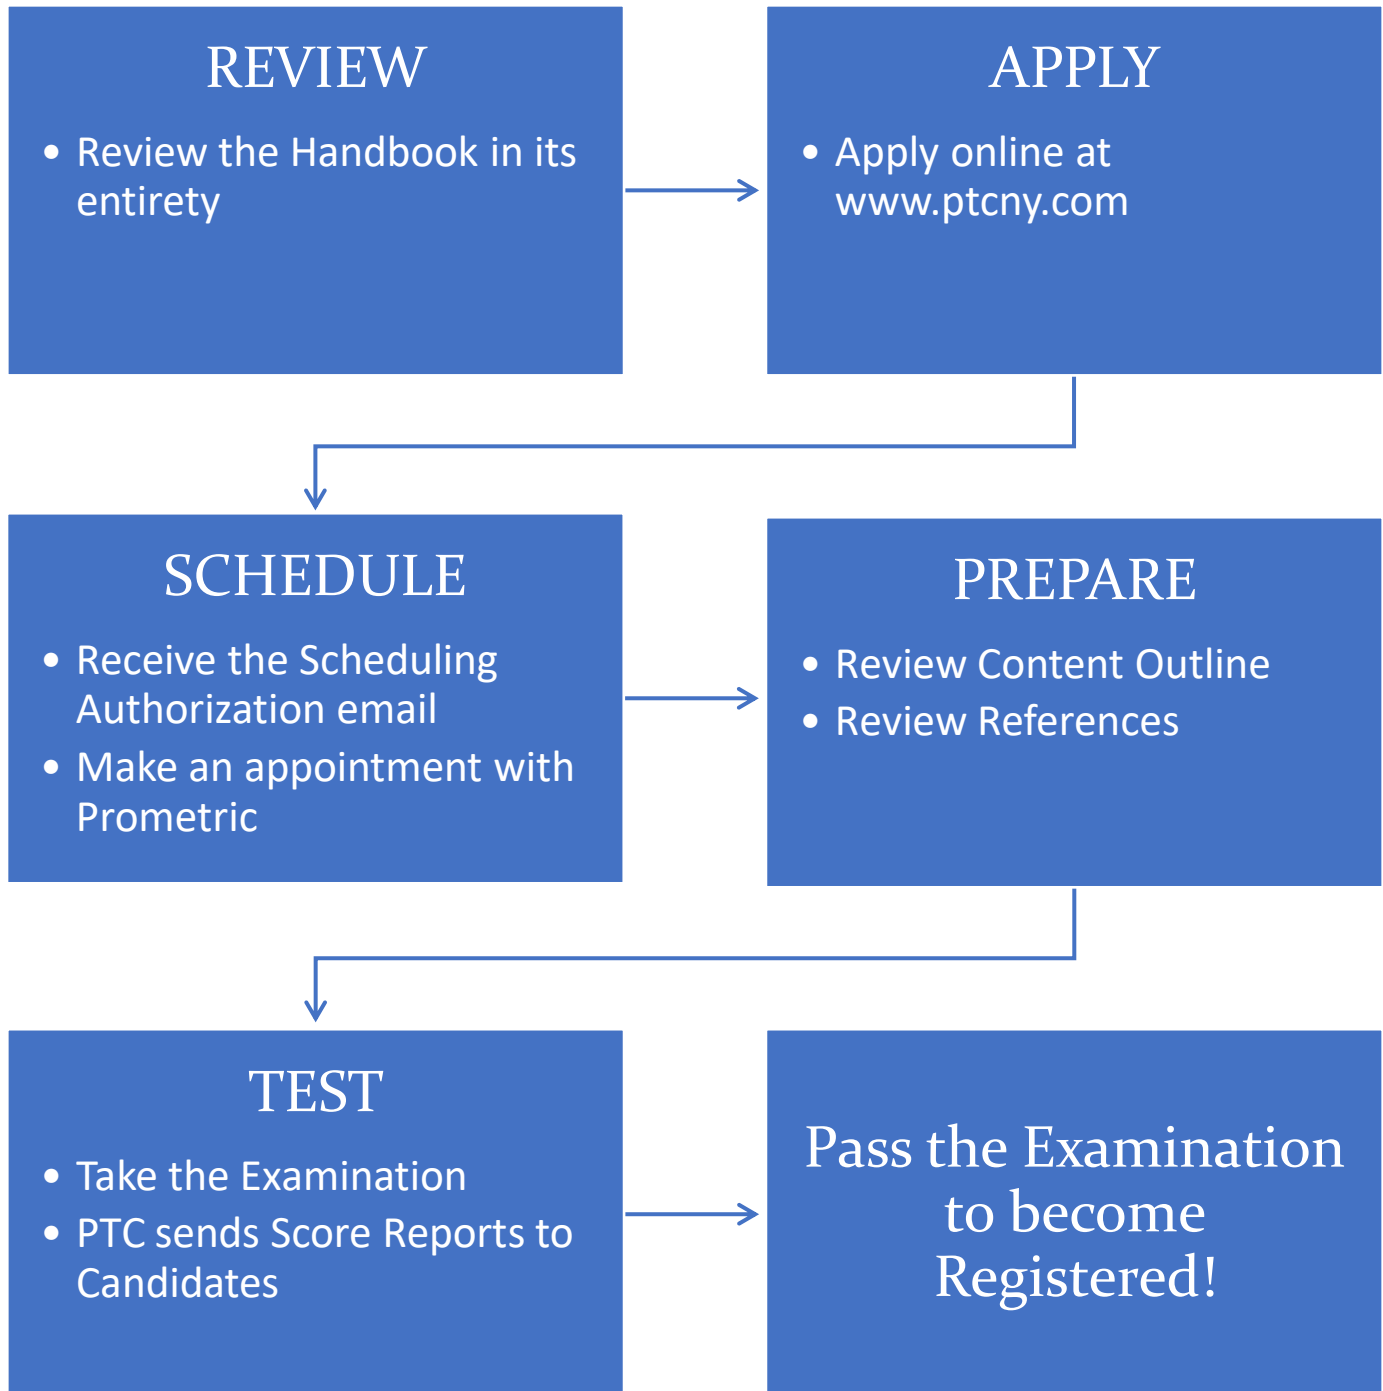 REVIEW
• Review the Handbook in its
entirety
APPLY
• Apply online at
www.ptcny.com
SCHEDULE
• Receive the Scheduling
Authorization email
• Make an appointment with
Prometric
PREPARE
• Review Content Outline
• Review References
TEST
• Take the Examination
• PTC sends Score Reports to
Candidates
Pass the Examination
to become
Registered!